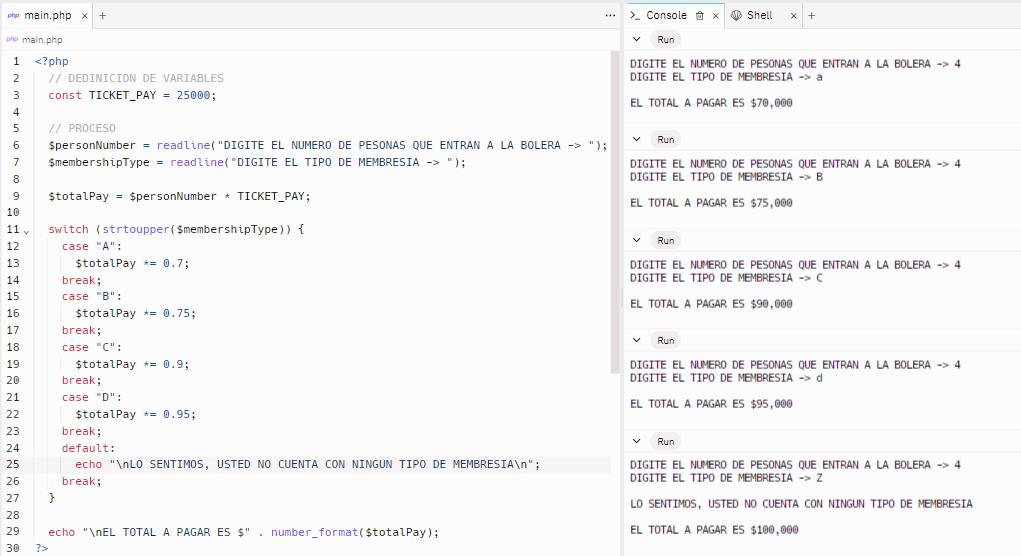 php main.php × +
php main.php
1 <?php
2 // DEDINICION DE VARIABLES
3 const TICKET_PAY = 25000;
4
5 // PROCESO
6 $personNumber = readline("DIGITE EL NUMERO DE PESONAS QUE ENTRAN A LA BOLERA -> ");
7 $membershipType = readline("DIGITE EL TIPO DE MEMBRESIA -> ");
8
9 $totalPay = $personNumber * TICKET_PAY;
10
11 switch (strtoupper($membershipType)) {
12 case "A":
13 $totalPay *= 0.7;
14 break;
15 case "B":
16 $totalPay *= 0.75;
17 break;
18 case "C":
19 $totalPay *= 0.9;
20 break;
21 case "D":
22 $totalPay *= 0.95;
23 break;
24 default:
25 echo "\nLO SENTIMOS, USTED NO CUENTA CON NINGUN TIPO DE MEMBRESIA\n";
26 break;
27 }
28
29 echo "\nEL TOTAL A PAGAR ES $" . number_format($totalPay);
30 ?>
>_ Console × Shell × +
Run
DIGITE EL NUMERO DE PESONAS QUE ENTRAN A LA BOLERA -> 4
DIGITE EL TIPO DE MEMBRESIA -> a
EL TOTAL A PAGAR ES $70,000
Run
DIGITE EL NUMERO DE PESONAS QUE ENTRAN A LA BOLERA -> 4
DIGITE EL TIPO DE MEMBRESIA -> B
EL TOTAL A PAGAR ES $75,000
Run
DIGITE EL NUMERO DE PESONAS QUE ENTRAN A LA BOLERA -> 4
DIGITE EL TIPO DE MEMBRESIA -> C
EL TOTAL A PAGAR ES $90,000
Run
DIGITE EL NUMERO DE PESONAS QUE ENTRAN A LA BOLERA -> 4
DIGITE EL TIPO DE MEMBRESIA -> d
EL TOTAL A PAGAR ES $95,000
Run
DIGITE EL NUMERO DE PESONAS QUE ENTRAN A LA BOLERA -> 4
DIGITE EL TIPO DE MEMBRESIA -> Z
LO SENTIMOS, USTED NO CUENTA CON NINGUN TIPO DE MEMBRESIA
EL TOTAL A PAGAR ES $100,000